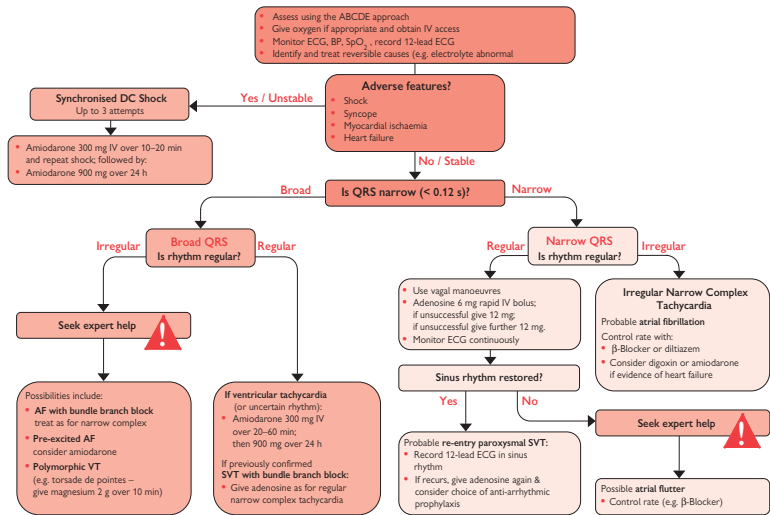 • Assess using the ABCDE approach
• Give oxygen if appropriate and obtain IV access
• Monitor ECG, BP, SpO2 , record 12-lead ECG
• Identify and treat reversible causes (e.g. electrolyte abnormal
Adverse features?
• Shock
• Syncope
• Myocardial ischaemia
• Heart failure
Yes / Unstable
Synchronised DC Shock
Up to 3 attempts
• Amiodarone 300 mg IV over 10–20 min
and repeat shock; followed by:
• Amiodarone 900 mg over 24 h
No / Stable
Is QRS narrow (< 0.12 s)?
Broad
Narrow
Broad QRS
Is rhythm regular?
Irregular
Regular
Narrow QRS
Is rhythm regular?
Regular
Irregular
Seek expert help
!
Possibilities include:
• AF with bundle branch block
treat as for narrow complex
• Pre-excited AF
consider amiodarone
• Polymorphic VT
(e.g. torsade de pointes –
give magnesium 2 g over 10 min)
If ventricular tachycardia
(or uncertain rhythm):
• Amiodarone 300 mg IV
over 20–60 min;
then 900 mg over 24 h
If previously confirmed
SVT with bundle branch block:
• Give adenosine as for regular
narrow complex tachycardia
• Use vagal manoeuvres
• Adenosine 6 mg rapid IV bolus;
if unsuccessful give 12 mg;
if unsuccessful give further 12 mg.
• Monitor ECG continuously
Sinus rhythm restored?
Yes
No
Probable re-entry paroxysmal SVT:
• Record 12-lead ECG in sinus
rhythm
• If recurs, give adenosine again &
consider choice of anti-arrhythmic
prophylaxis
Irregular Narrow Complex
Tachycardia
Probable atrial fibrillation
Control rate with:
• β-Blocker or diltiazem
• Consider digoxin or amiodarone
if evidence of heart failure
Seek expert help
!
Possible atrial flutter
• Control rate (e.g. β-Blocker)